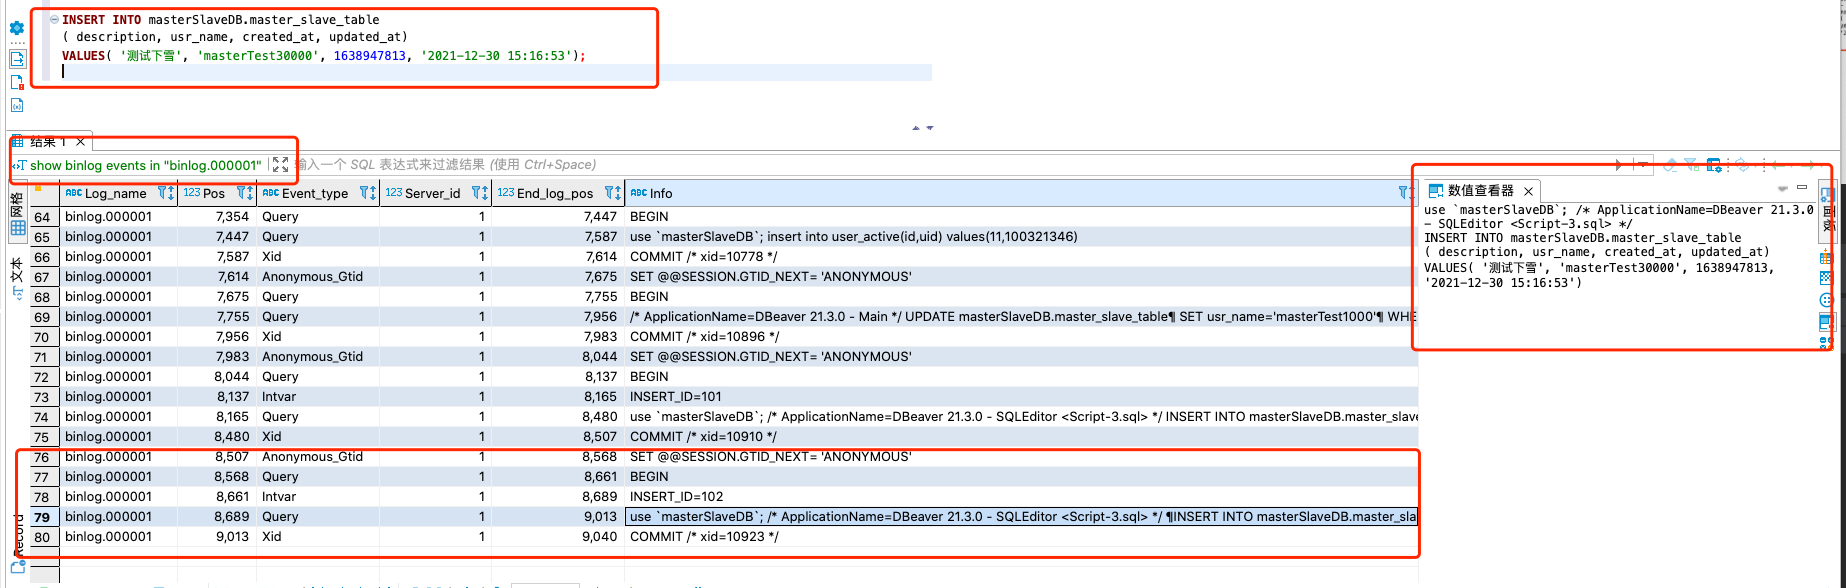 INSERT INTO masterSlaveDB.master_slave_table
( description, usr_name, created_at, updated_at)
VALUES( '测试下雪', 'masterTest30000', 1638947813, '2021-12-30 15:16:53');
结果 1
show binlog events in "binlog.000001" 输入一个 SQL 表达式来过滤结果 (使用 Ctrl+Space)
网格
文本
Record
ABC Log_name 123 Pos ABC Event_type 123 Server_id 123 End_log_pos ABC Info
64 binlog.000001 7,354 Query 1 7,447 BEGIN
65 binlog.000001 7,447 Query 1 7,587 use `masterSlaveDB`; insert into user_active(id,uid) values(11,100321346)
66 binlog.000001 7,587 Xid 1 7,614 COMMIT /* xid=10778 */
67 binlog.000001 7,614 Anonymous_Gtid 1 7,675 SET @@SESSION.GTID_NEXT= 'ANONYMOUS'
68 binlog.000001 7,675 Query 1 7,755 BEGIN
69 binlog.000001 7,755 Query 1 7,956 /* ApplicationName=DBeaver 21.3.0 - Main */ UPDATE masterSlaveDB.master_slave_table¶ SET usr_name='masterTest1000'¶ WHE
70 binlog.000001 7,956 Xid 1 7,983 COMMIT /* xid=10896 */
71 binlog.000001 7,983 Anonymous_Gtid 1 8,044 SET @@SESSION.GTID_NEXT= 'ANONYMOUS'
72 binlog.000001 8,044 Query 1 8,137 BEGIN
73 binlog.000001 8,137 Intvar 1 8,165 INSERT_ID=101
74 binlog.000001 8,165 Query 1 8,480 use `masterSlaveDB`; /* ApplicationName=DBeaver 21.3.0 - SQLEditor <Script-3.sql> */ INSERT INTO masterSlaveDB.master_slave
75 binlog.000001 8,480 Xid 1 8,507 COMMIT /* xid=10910 */
76 binlog.000001 8,507 Anonymous_Gtid 1 8,568 SET @@SESSION.GTID_NEXT= 'ANONYMOUS'
77 binlog.000001 8,568 Query 1 8,661 BEGIN
78 binlog.000001 8,661 Intvar 1 8,689 INSERT_ID=102
79 binlog.000001 8,689 Query 1 9,013 use `masterSlaveDB`; /* ApplicationName=DBeaver 21.3.0 - SQLEditor <Script-3.sql> */ ¶INSERT INTO masterSlaveDB.master_sla
80 binlog.000001 9,013 Xid 1 9,040 COMMIT /* xid=10923 */
数值查看器
use `masterSlaveDB`; /* ApplicationName=DBeaver 21.3.0
- SQLEditor <Script-3.sql> */
INSERT INTO masterSlaveDB.master_slave_table
( description, usr_name, created_at, updated_at)
VALUES( '测试下雪', 'masterTest30000', 1638947813,
'2021-12-30 15:16:53')